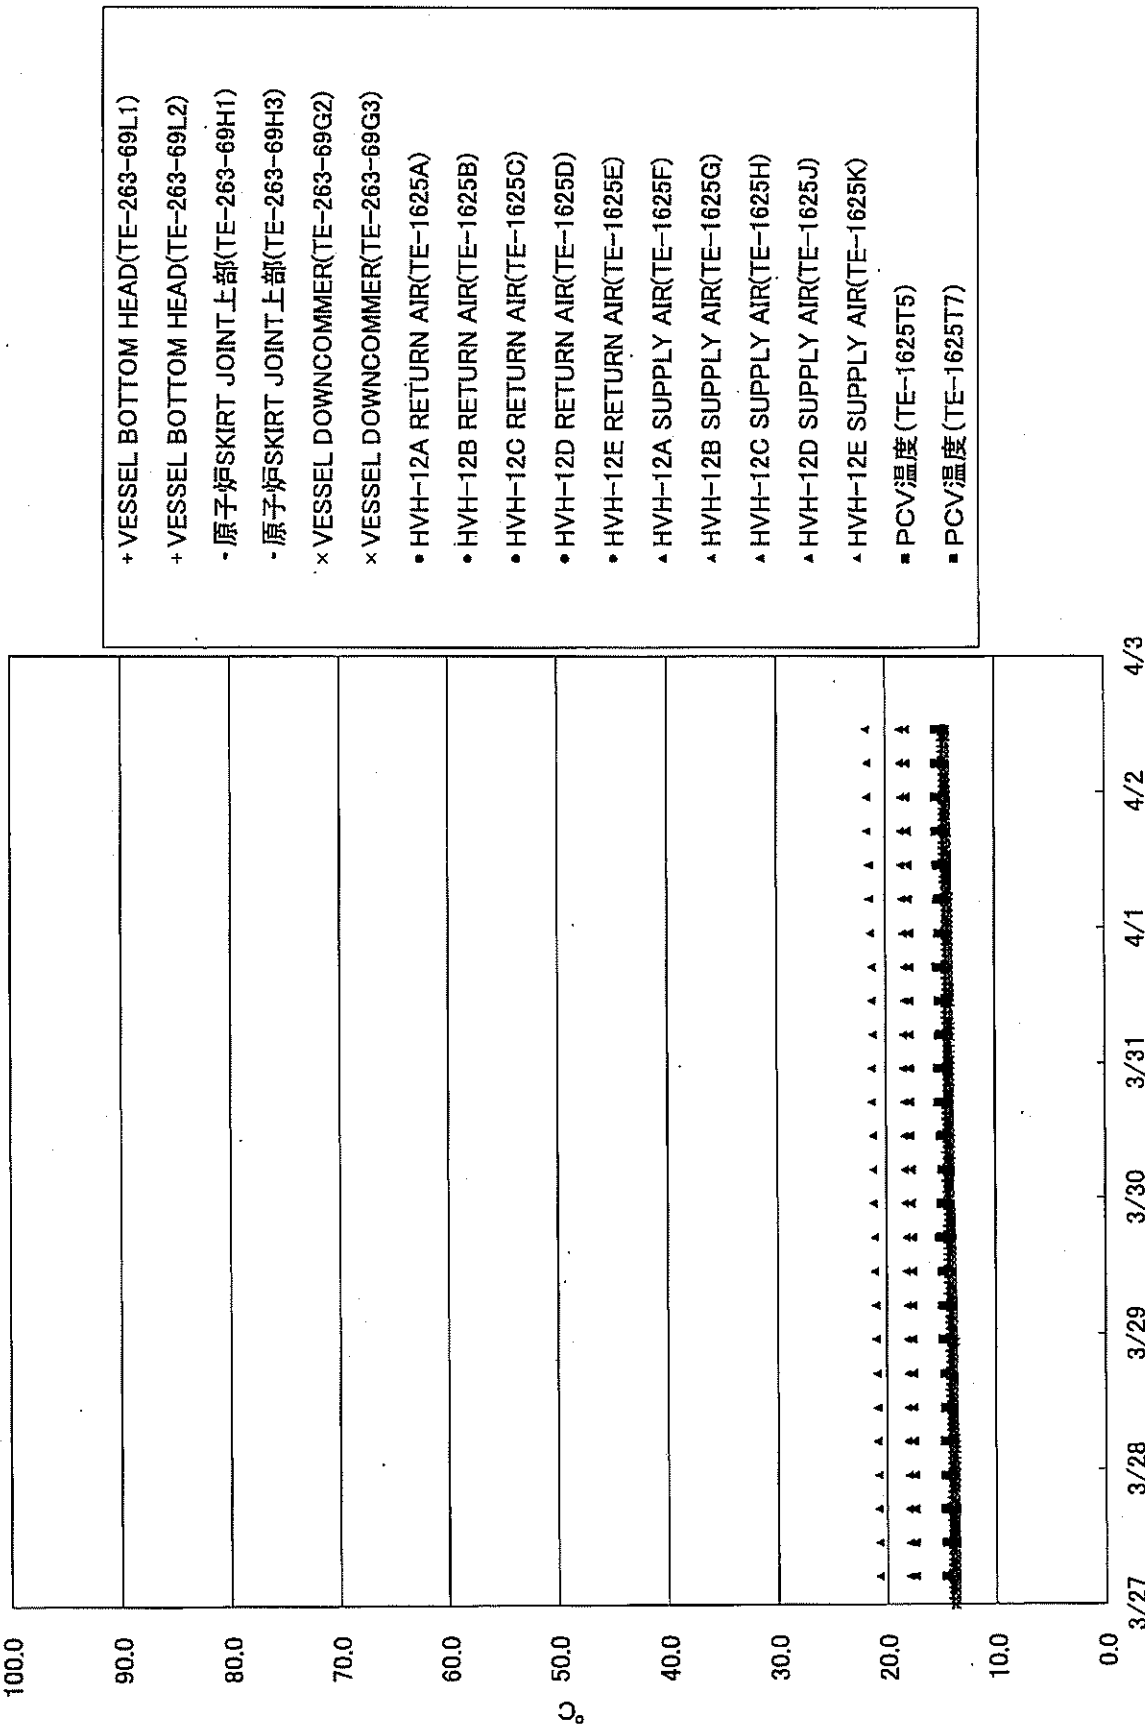 100.0
90.0
80.0
70.0
60.0
50.0
40.0
30.0
20.0
10.0
0.0
℃
3/27
3/28
3/29
3/30
3/31
4/1
4/2
4/3
+ VESSEL BOTTOM HEAD(TE-263-69L1)
+ VESSEL BOTTOM HEAD(TE-263-69L2)
- 原子炉SKIRT JOINT上部(TE-263-69H1)
- 原子炉SKIRT JOINT上部(TE-263-69H3)
× VESSEL DOWNCOMMER(TE-263-69G2)
× VESSEL DOWNCOMMER(TE-263-69G3)
● HVH-12A RETURN AIR(TE-1625A)
● HVH-12B RETURN AIR(TE-1625B)
● HVH-12C RETURN AIR(TE-1625C)
● HVH-12D RETURN AIR(TE-1625D)
● HVH-12E RETURN AIR(TE-1625E)
▲ HVH-12A SUPPLY AIR(TE-1625F)
▲ HVH-12B SUPPLY AIR(TE-1625G)
▲ HVH-12C SUPPLY AIR(TE-1625H)
▲ HVH-12D SUPPLY AIR(TE-1625J)
▲ HVH-12E SUPPLY AIR(TE-1625K)
■ PCV温度(TE-1625T5)
■ PCV温度(TE-1625T7)